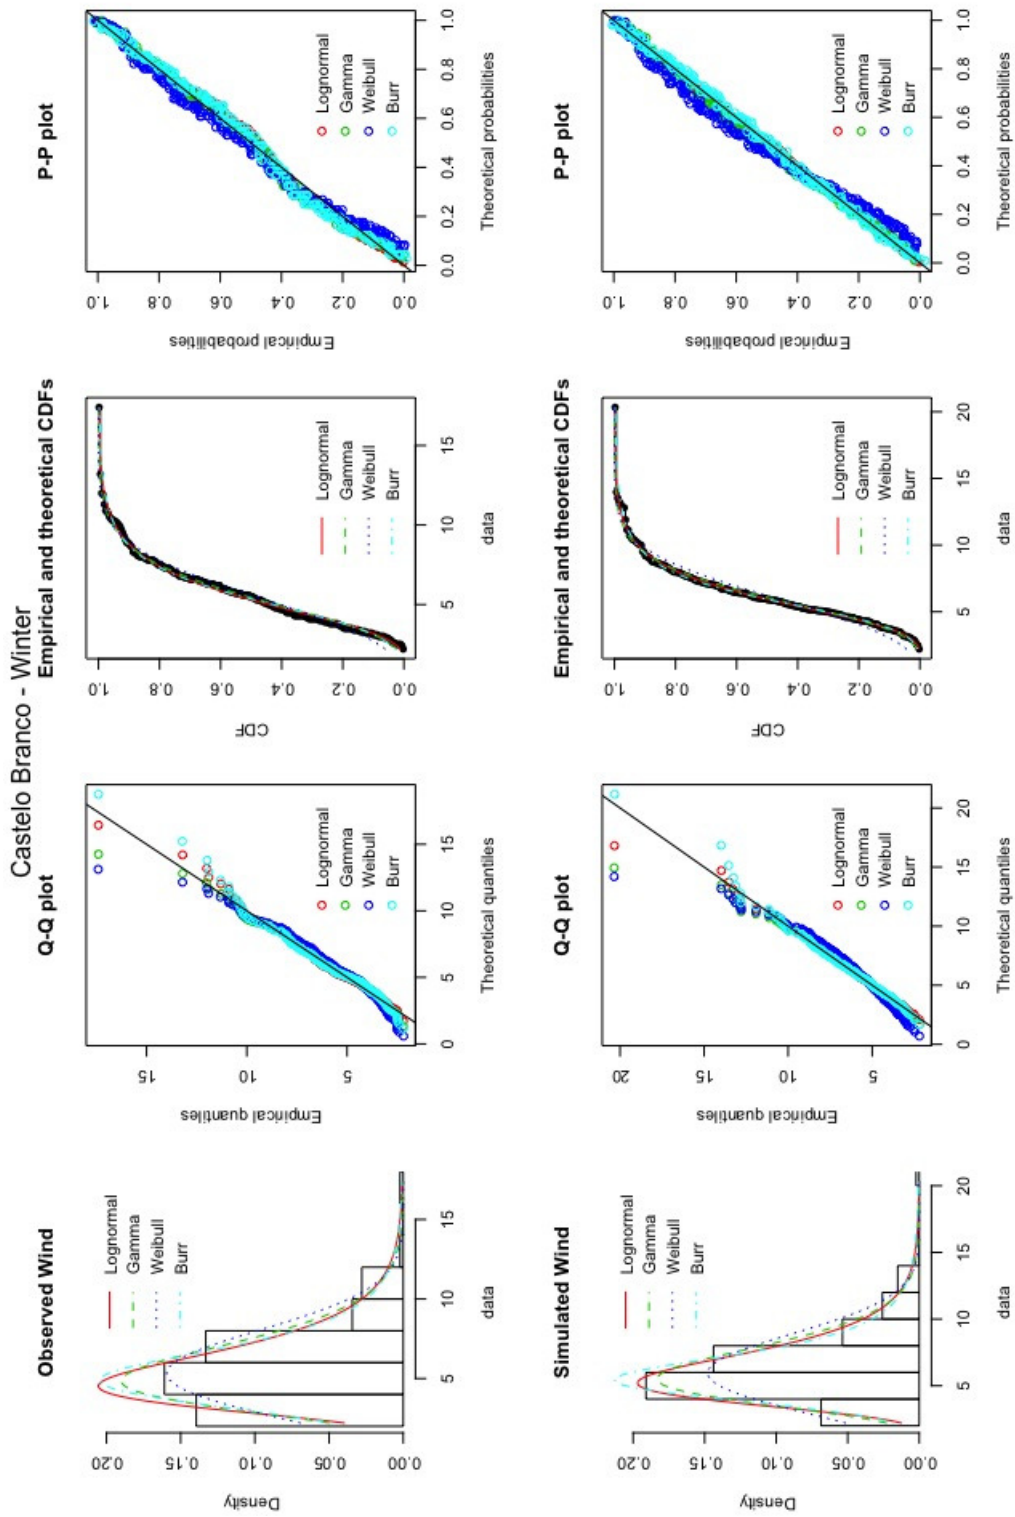 Castelo Branco - Winter
Observed Wind
Density
0.00 0.05 0.10 0.15 0.20
5 10 15
data
Lognormal
Gamma
Weibull
Burr
Q-Q plot
Empirical quantiles
5 10 15
0 5 10 15
Theoretical quantiles
Lognormal
Gamma
Weibull
Burr
Empirical and theoretical CDFs
CDF
0.0 0.2 0.4 0.6 0.8 1.0
5 10 15
data
Lognormal
Gamma
Weibull
Burr
P-P plot
Empirical probabilities
0.0 0.2 0.4 0.6 0.8 1.0
0.0 0.2 0.4 0.6 0.8 1.0
Theoretical probabilities
Lognormal
Gamma
Weibull
Burr
Simulated Wind
Density
0.00 0.05 0.10 0.15 0.20
5 10 15 20
data
Lognormal
Gamma
Weibull
Burr
Q-Q plot
Empirical quantiles
5 10 15 20
0 5 10 15 20
Theoretical quantiles
Lognormal
Gamma
Weibull
Burr
Empirical and theoretical CDFs
CDF
0.0 0.2 0.4 0.6 0.8 1.0
5 10 15 20
data
Lognormal
Gamma
Weibull
Burr
P-P plot
Empirical probabilities
0.0 0.2 0.4 0.6 0.8 1.0
0.0 0.2 0.4 0.6 0.8 1.0
Theoretical probabilities
Lognormal
Gamma
Weibull
Burr